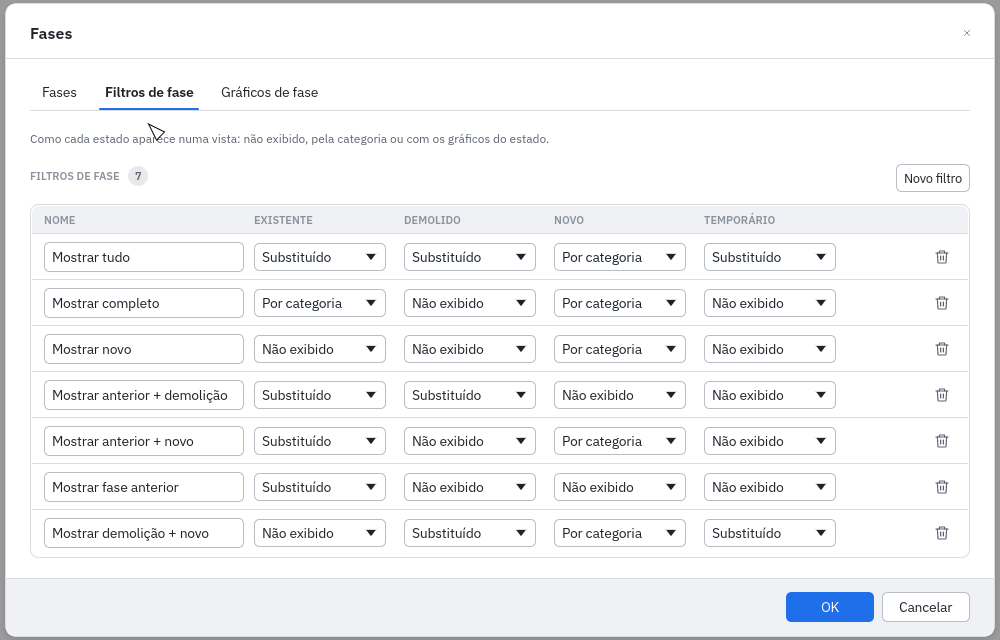 Fases
Fases Filtros de fase Gráficos de fase
Como cada estado aparece numa vista: não exibido, pela categoria ou com os gráficos do estado.
FILTROS DE FASE 7 Novo filtro
NOME EXISTENTE DEMOLIDO NOVO TEMPORÁRIO
Mostrar tudo Substituído Substituído Por categoria Substituído
Mostrar completo Por categoria Não exibido Por categoria Não exibido
Mostrar novo Não exibido Não exibido Por categoria Não exibido
Mostrar anterior + demolição Substituído Substituído Não exibido Não exibido
Mostrar anterior + novo Substituído Não exibido Por categoria Não exibido
Mostrar fase anterior Substituído Não exibido Não exibido Não exibido
Mostrar demolição + novo Não exibido Substituído Por categoria Substituído
OK Cancelar